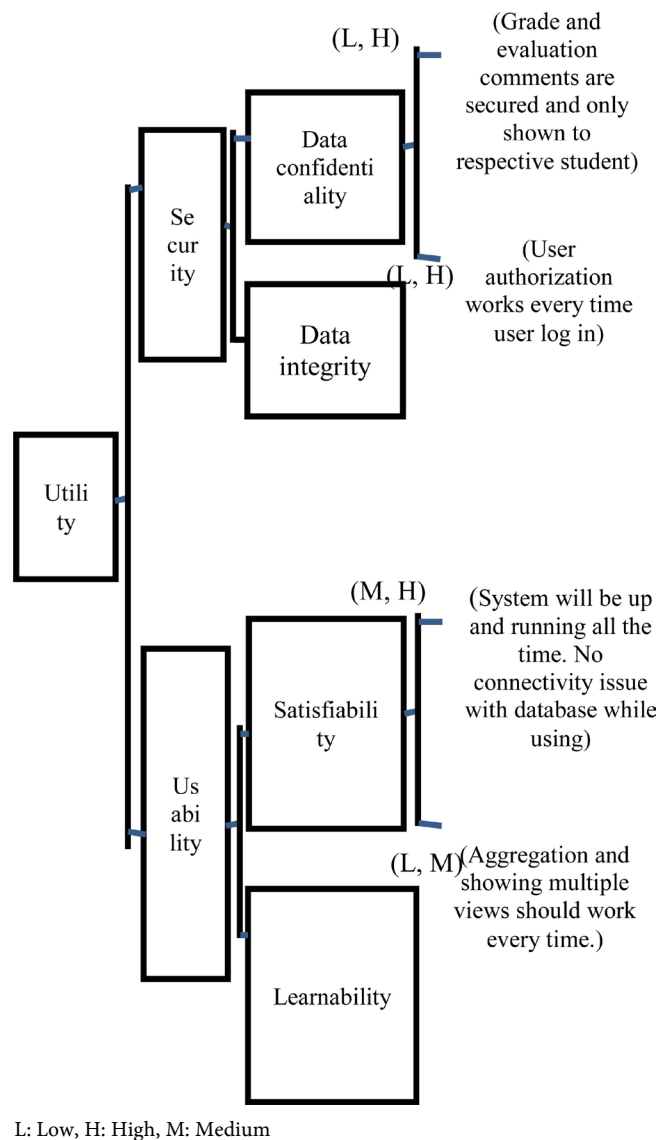 (L, H)
(Grade and
evaluation
comments are
secured and only
shown to
respective student)
Data
confidenti
ality
Se
cur
ity
(L, H)
(User
authorization
works every time
user log in)
Data
integrity
Utili
ty
(M, H)
(System will be up
and running all the
time. No
connectivity issue
with database while
using)
Satisfiabili
ty
Us
abi
lity
(L, M)
(Aggregation and
showing multiple
views should work
every time.)
Learnability
L: Low, H: High, M: Medium